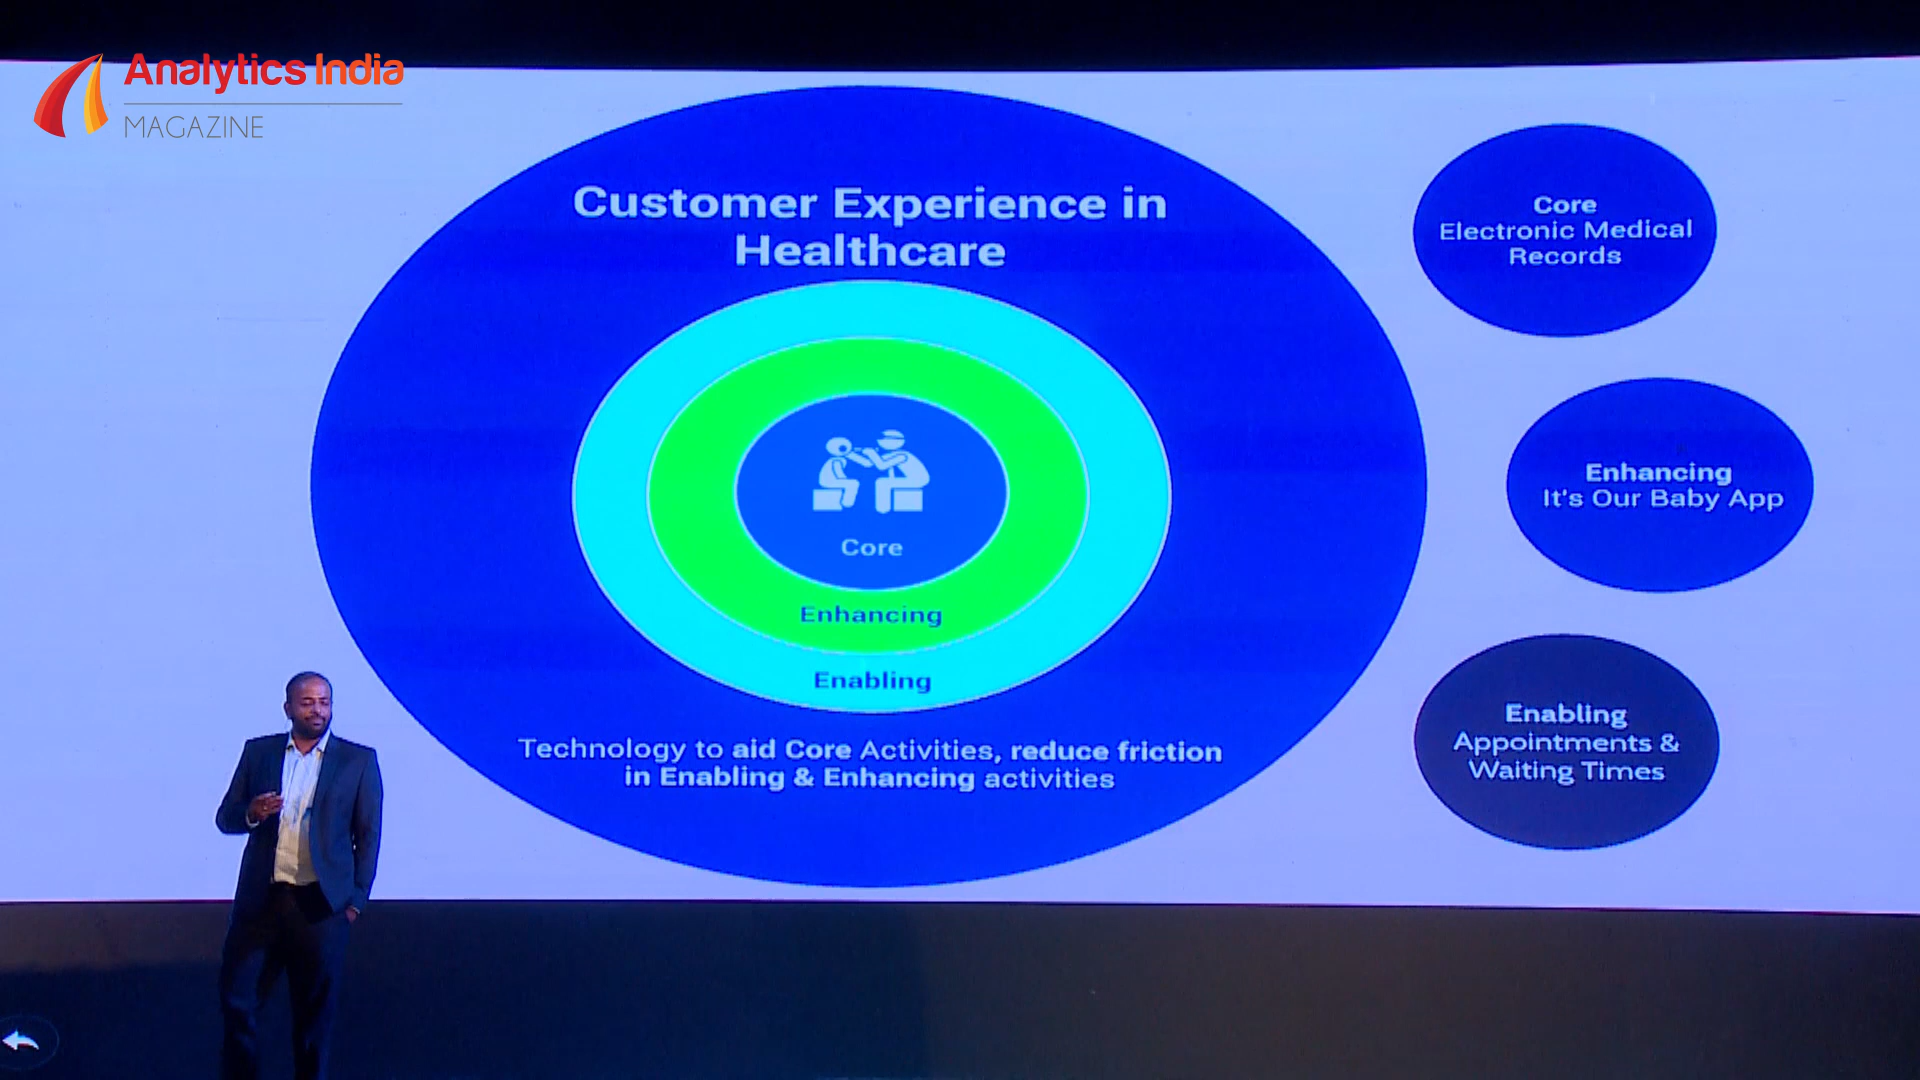 Analytics India
MAGAZINE
Customer Experience in
Healthcare
Core
Enhancing
Enabling
Technology to aid Core Activities, reduce friction
in Enabling & Enhancing activities
Core
Electronic Medical
Records
Enhancing
It's Our Baby App
Enabling
Appointments &
Waiting Times